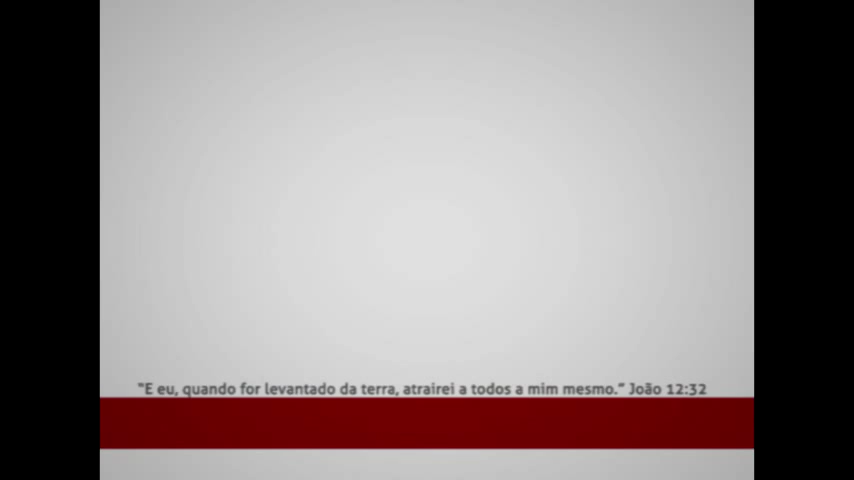 "E eu, quando for levantado da terra, atrairei a todos a mim mesmo.” João 12:32